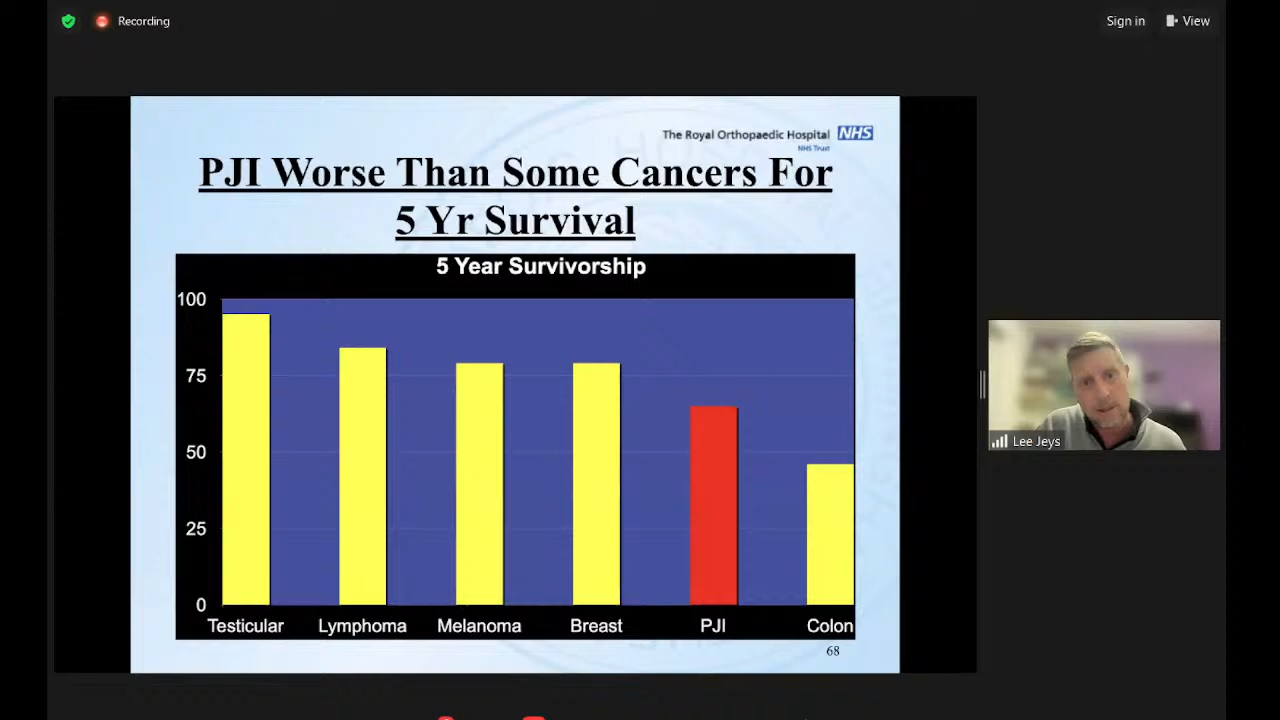 Recording
Sign in
View
The Royal Orthopaedic Hospital NHS
NHS Trust
PJI Worse Than Some Cancers For
5 Yr Survival
5 Year Survivorship
100
75
50
25
0
Testicular Lymphoma Melanoma Breast PJI Colon
68
Lee Jeys